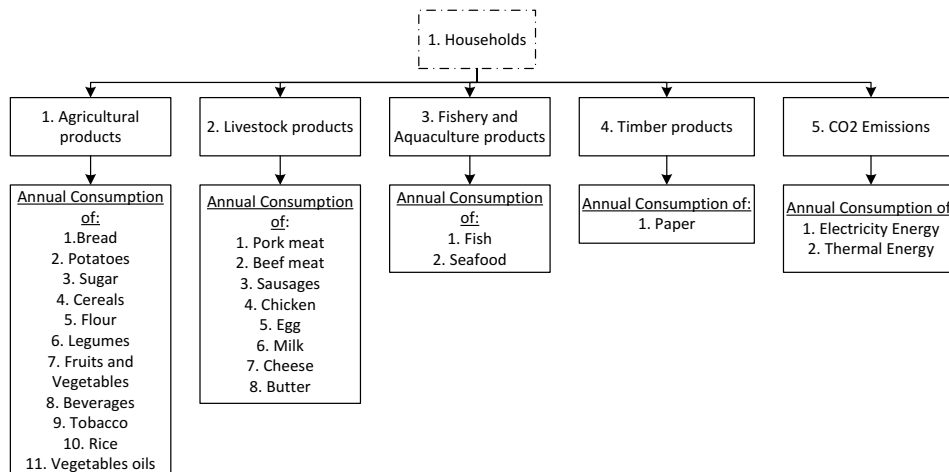 1. Households
1. Agricultural
products
2. Livestock products
3. Fishery and
Aquaculture products
4. Timber products
5. CO2 Emissions
Annual Consumption
of:
1.Bread
2. Potatoes
3. Sugar
4. Cereals
5. Flour
6. Legumes
7. Fruits and
Vegetables
8. Beverages
9. Tobacco
10. Rice
11. Vegetables oils
Annual Consumption
of:
1. Pork meat
2. Beef meat
3. Sausages
4. Chicken
5. Egg
6. Milk
7. Cheese
8. Butter
Annual Consumption
of:
1. Fish
2. Seafood
Annual Consumption of:
1. Paper
Annual Consumption of
1. Electricity Energy
2. Thermal Energy